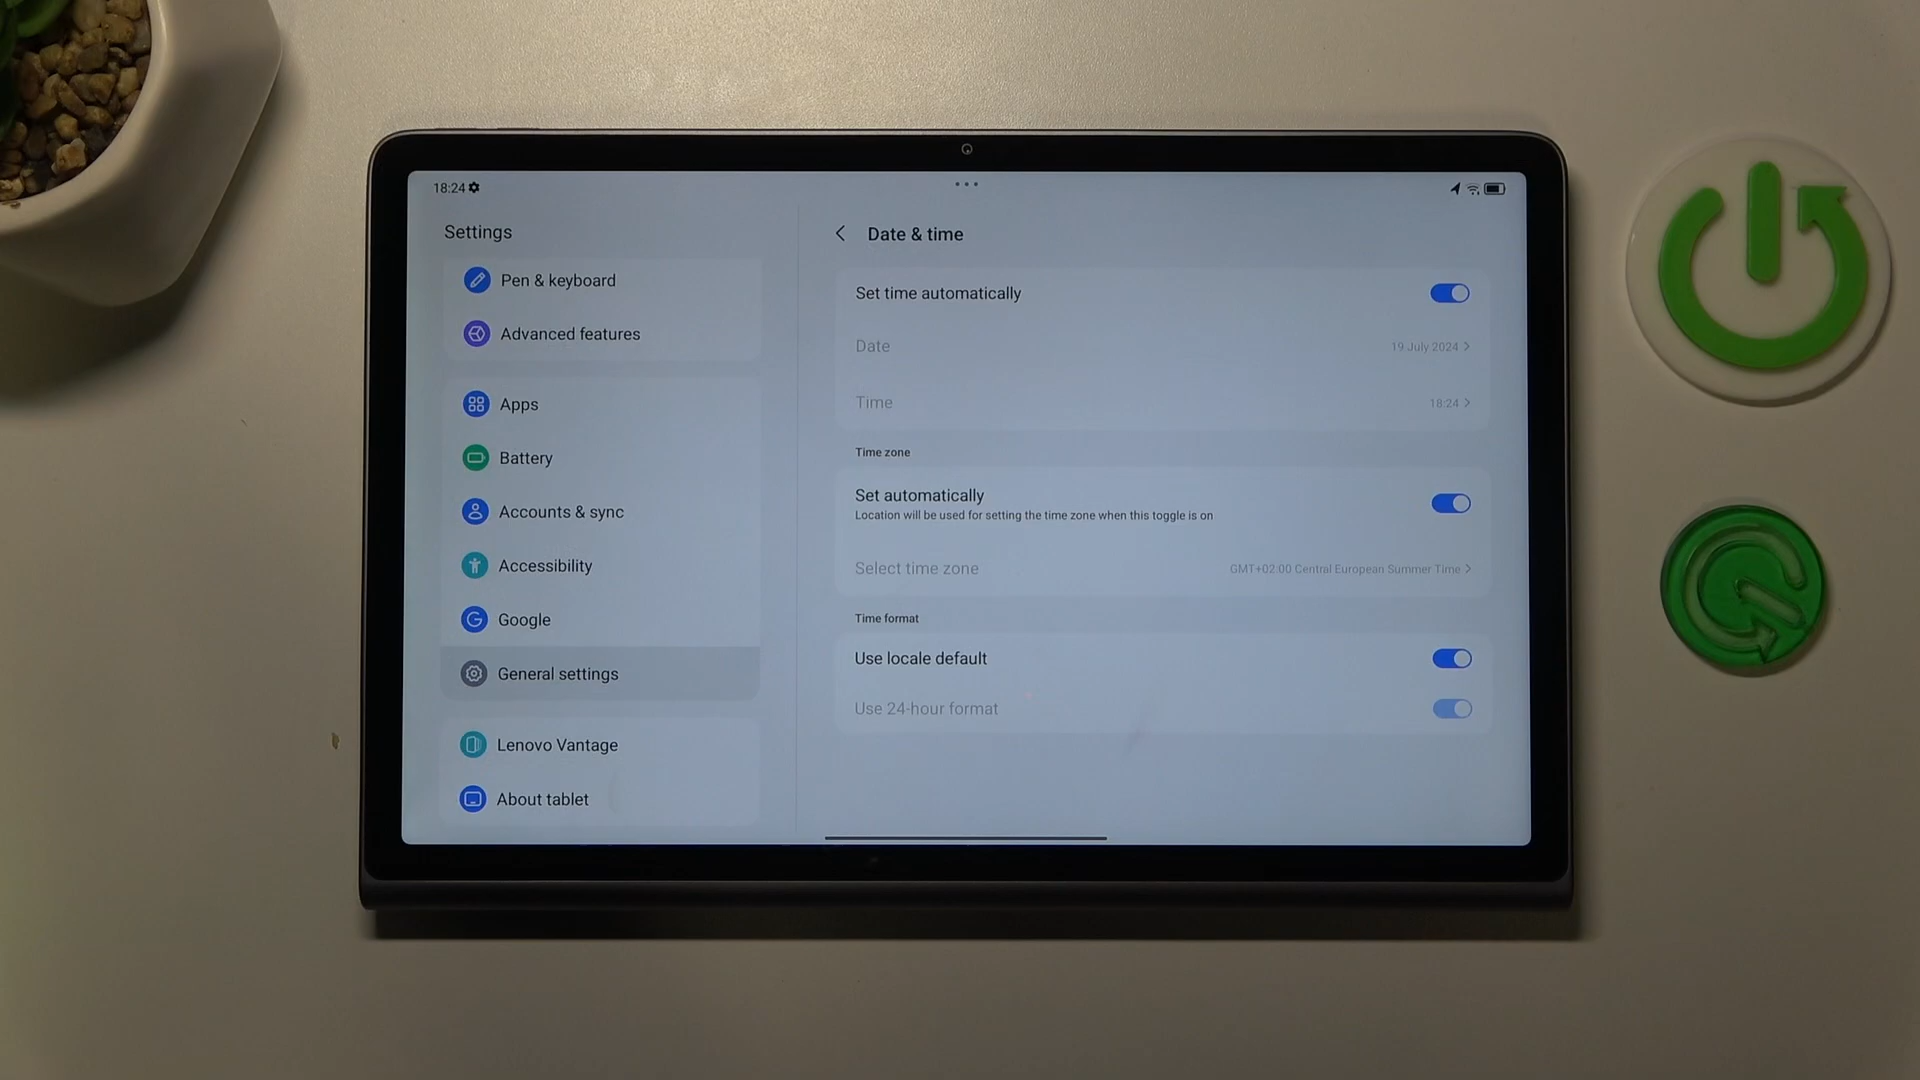 18:24
Settings
Pen & keyboard
Advanced features
Apps
Battery
Accounts & sync
Accessibility
Google
General settings
Lenovo Vantage
About tablet
Date & time
Set time automatically
Date 19 July 2024
Time 18:24
Time zone
Set automatically
Location will be used for setting the time zone when this toggle is on
Select time zone GMT+02:00 Central European Summer Time
Time format
Use locale default
Use 24-hour format